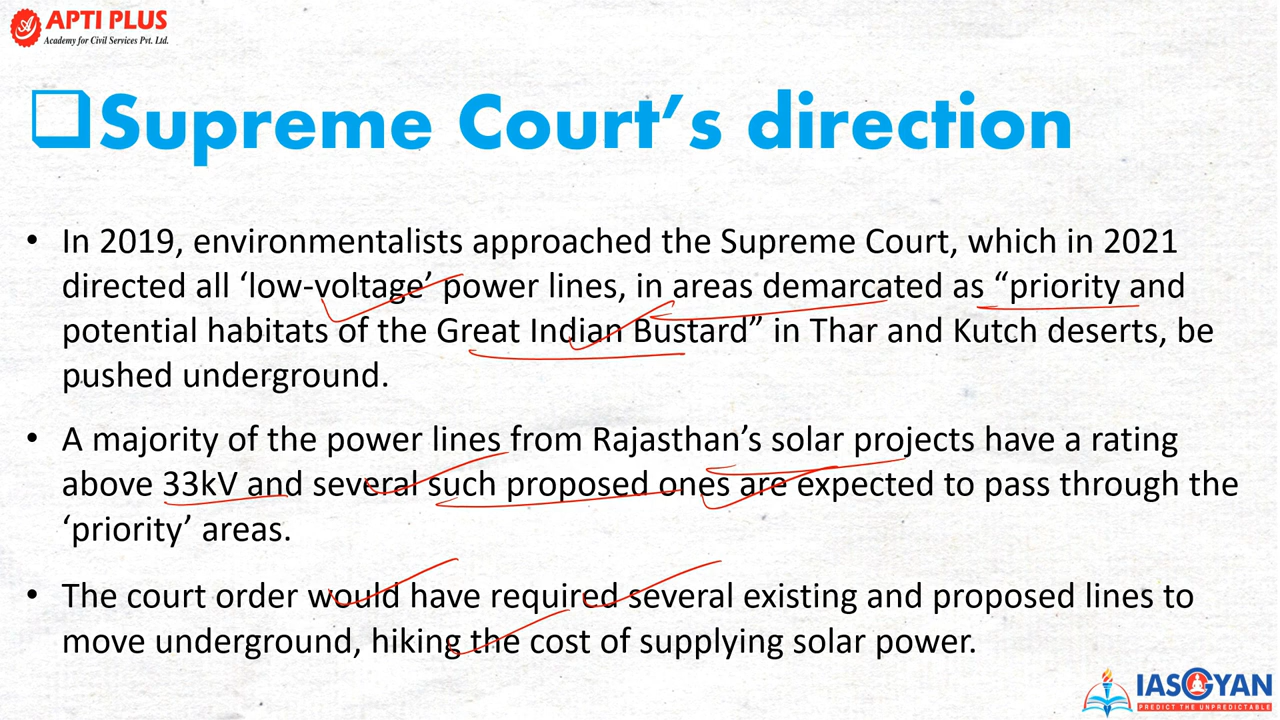 APTI PLUS
Academy for Civil Services Pvt. Ltd.
Supreme Court's direction
• In 2019, environmentalists approached the Supreme Court, which in 2021
directed all ‘low-voltage’ power lines, in areas demarcated as “priority and
potential habitats of the Great Indian Bustard” in Thar and Kutch deserts, be
pushed underground.
• A majority of the power lines from Rajasthan’s solar projects have a rating
above 33kV and several such proposed ones are expected to pass through the
‘priority’ areas.
• The court order would have required several existing and proposed lines to
move underground, hiking the cost of supplying solar power.
IASGYAN
PREDICT THE UNPREDICTABLE